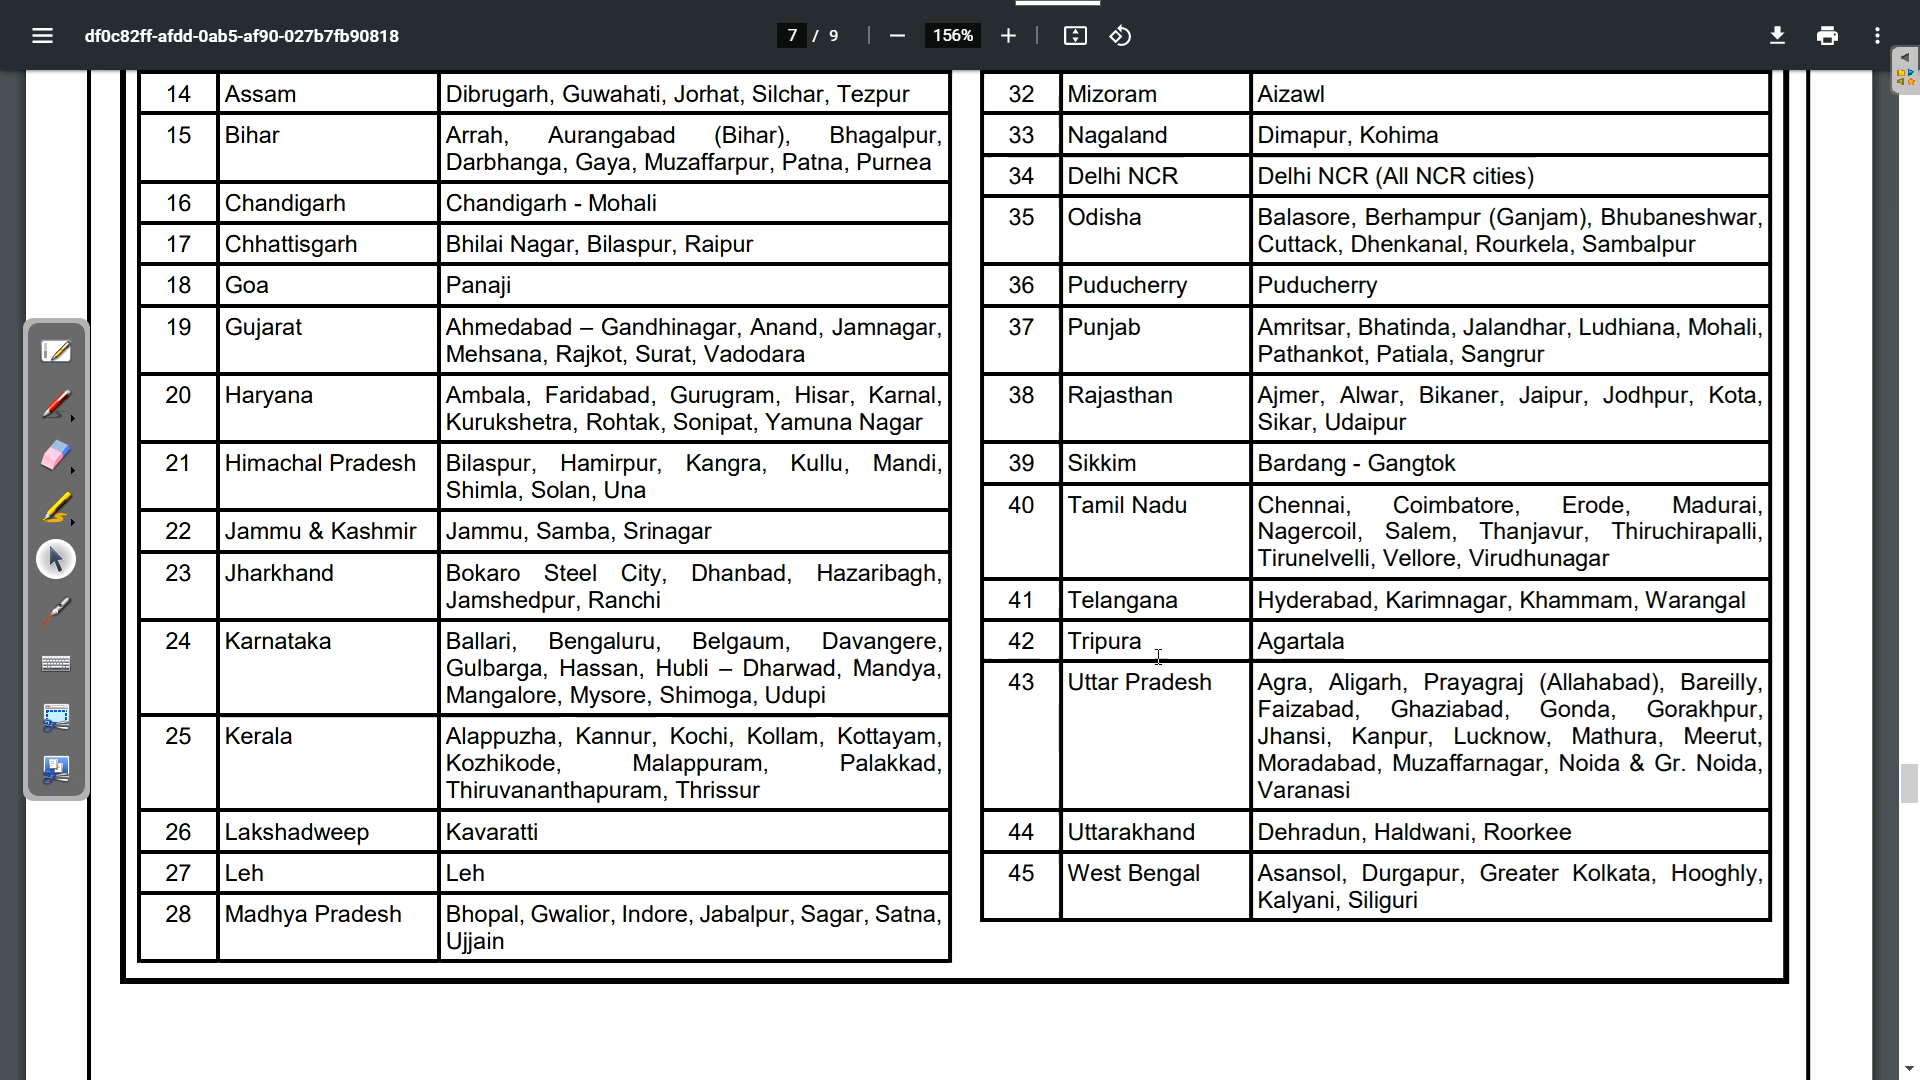 df0c82ff-afdd-0ab5-af90-027b7fb90818
7 / 9
156%
14 Assam Dibrugarh, Guwahati, Jorhat, Silchar, Tezpur
15 Bihar Arrah, Aurangabad (Bihar), Bhagalpur,
Darbhanga, Gaya, Muzaffarpur, Patna, Purnea
16 Chandigarh Chandigarh - Mohali
17 Chhattisgarh Bhilai Nagar, Bilaspur, Raipur
18 Goa Panaji
19 Gujarat Ahmedabad – Gandhinagar, Anand, Jamnagar,
Mehsana, Rajkot, Surat, Vadodara
20 Haryana Ambala, Faridabad, Gurugram, Hisar, Karnal,
Kurukshetra, Rohtak, Sonipat, Yamuna Nagar
21 Himachal Pradesh Bilaspur, Hamirpur, Kangra, Kullu, Mandi,
Shimla, Solan, Una
22 Jammu & Kashmir Jammu, Samba, Srinagar
23 Jharkhand Bokaro Steel City, Dhanbad, Hazaribagh,
Jamshedpur, Ranchi
24 Karnataka Ballari, Bengaluru, Belgaum, Davangere,
Gulbarga, Hassan, Hubli – Dharwad, Mandya,
Mangalore, Mysore, Shimoga, Udupi
25 Kerala Alappuzha, Kannur, Kochi, Kollam, Kottayam,
Kozhikode, Malappuram, Palakkad,
Thiruvananthapuram, Thrissur
26 Lakshadweep Kavaratti
27 Leh Leh
28 Madhya Pradesh Bhopal, Gwalior, Indore, Jabalpur, Sagar, Satna,
Ujjain
32 Mizoram Aizawl
33 Nagaland Dimapur, Kohima
34 Delhi NCR Delhi NCR (All NCR cities)
35 Odisha Balasore, Berhampur (Ganjam), Bhubaneshwar,
Cuttack, Dhenkanal, Rourkela, Sambalpur
36 Puducherry Puducherry
37 Punjab Amritsar, Bhatinda, Jalandhar, Ludhiana, Mohali,
Pathankot, Patiala, Sangrur
38 Rajasthan Ajmer, Alwar, Bikaner, Jaipur, Jodhpur, Kota,
Sikar, Udaipur
39 Sikkim Bardang - Gangtok
40 Tamil Nadu Chennai, Coimbatore, Erode, Madurai,
Nagercoil, Salem, Thanjavur, Thiruchirapalli,
Tirunelvelli, Vellore, Virudhunagar
41 Telangana Hyderabad, Karimnagar, Khammam, Warangal
42 Tripura Agartala
43 Uttar Pradesh Agra, Aligarh, Prayagraj (Allahabad), Bareilly,
Faizabad, Ghaziabad, Gonda, Gorakhpur,
Jhansi, Kanpur, Lucknow, Mathura, Meerut,
Moradabad, Muzaffarnagar, Noida & Gr. Noida,
Varanasi
44 Uttarakhand Dehradun, Haldwani, Roorkee
45 West Bengal Asansol, Durgapur, Greater Kolkata, Hooghly,
Kalyani, Siliguri